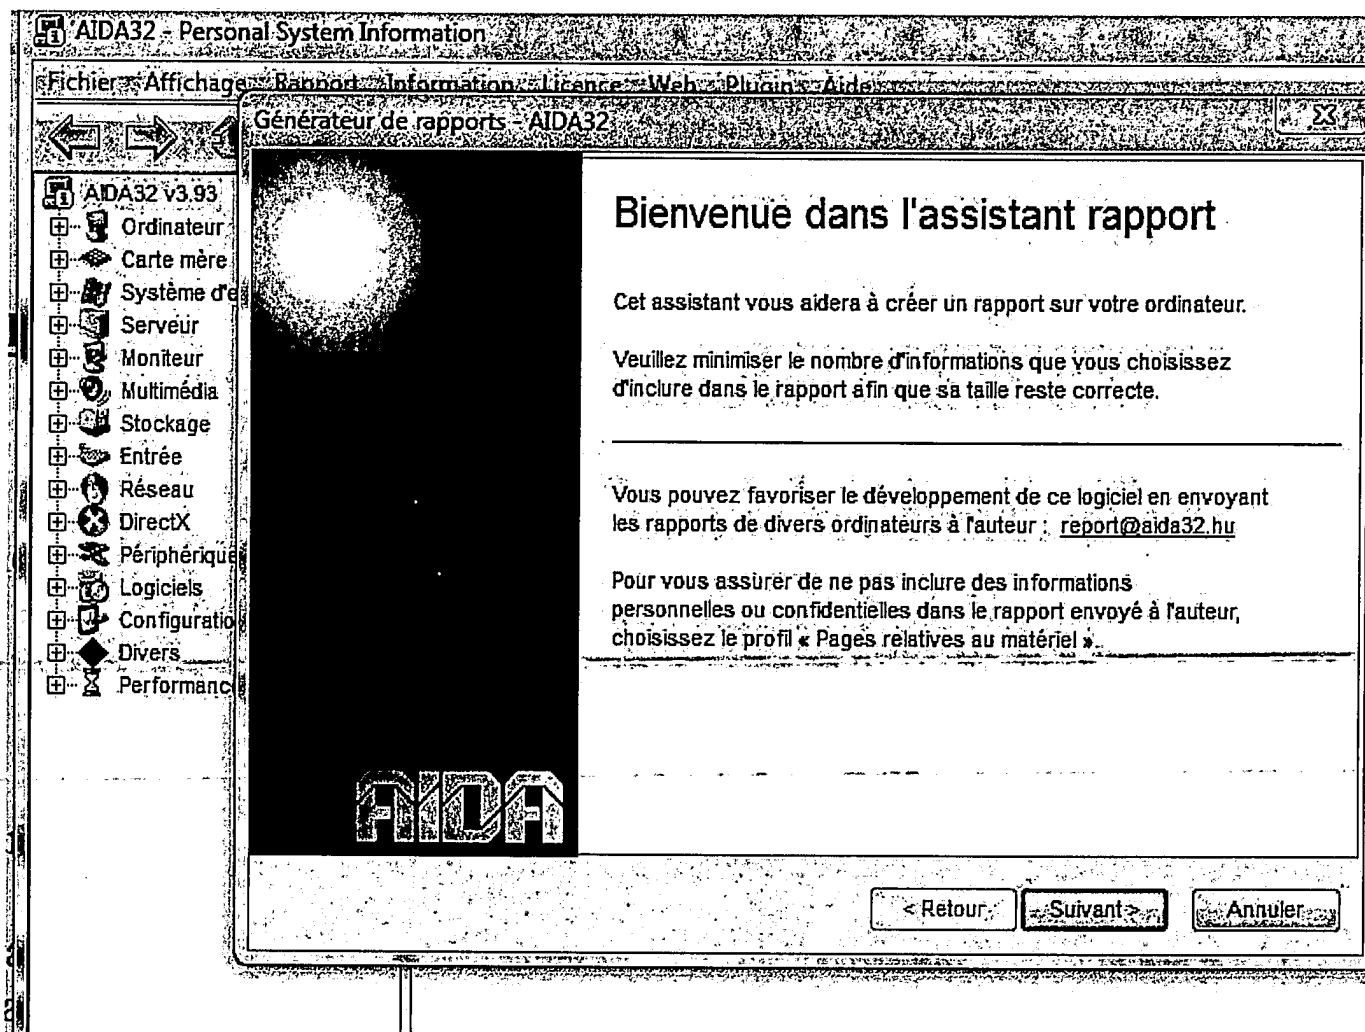 AIDA32 - Personal System Information
Fichier Affichage Rapport Information Licence Web Plugins Aide
Générateur de rapports - AIDA32
AIDA32 v3.93
Ordinateur
Carte mère
Système d'e
Serveur
Moniteur
Multimédia
Stockage
Entrée
Réseau
DirectX
Périphérique
Logiciels
Configuratio
Divers
Performance
Bienvenue dans l'assistant rapport
Cet assistant vous aidera à créer un rapport sur votre ordinateur.
Veuillez minimiser le nombre d'informations que vous choisissez
d'inclure dans le rapport afin que sa taille reste correcte.
Vous pouvez favoriser le développement de ce logiciel en envoyant
les rapports de divers ordinateurs à l'auteur : report@aida32.hu
Pour vous assurer de ne pas inclure des informations
personnelles ou confidentielles dans le rapport envoyé à l'auteur,
choisissez le profil « Pages relatives au matériel ».
AIDA
< Retour
Suivant >
Annuler